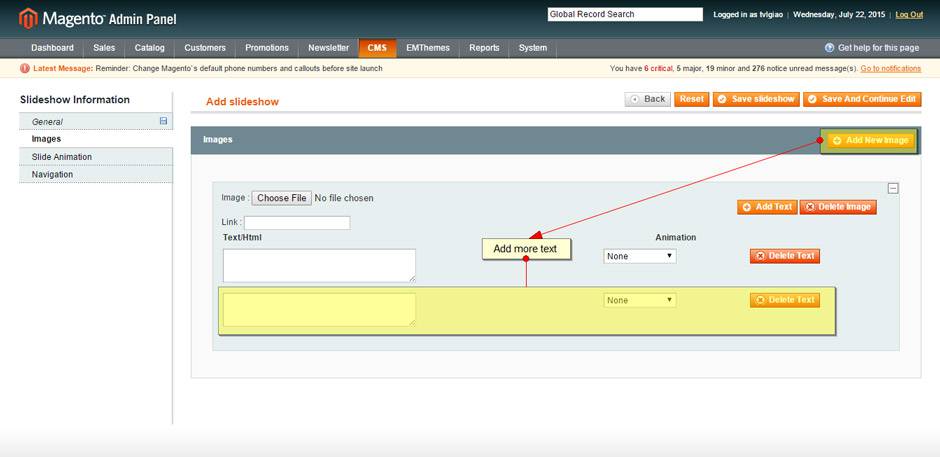 Magento Admin Panel
Global Record Search
Logged in as tvlgiao | Wednesday, July 22, 2015 | Log Out
Dashboard Sales Catalog Customers Promotions Newsletter CMS EMThemes Reports System
Get help for this page
Latest Message: Reminder: Change Magento's default phone numbers and callouts before site launch
You have 6 critical, 5 major, 19 minor and 276 notice unread message(s). Go to notifications
Slideshow Information
General
Images
Slide Animation
Navigation
Add slideshow
Back Reset Save slideshow Save And Continue Edit
Images
Add New Image
Image : Choose File No file chosen
Add Text Delete Image
Link :
Text/Html Animation
Add more text
None Delete Text
None Delete Text